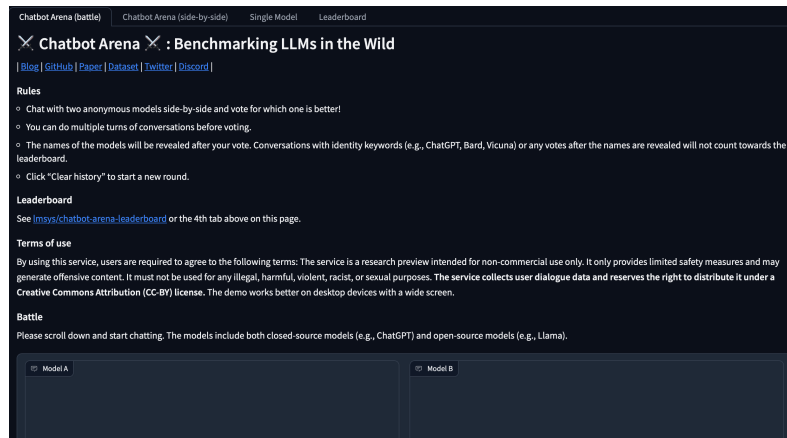 Chatbot Arena (battle) Chatbot Arena (side-by-side) Single Model Leaderboard
⚔ Chatbot Arena ⚔ : Benchmarking LLMs in the Wild
| Blog | GitHub | Paper | Dataset | Twitter | Discord |
Rules
Chat with two anonymous models side-by-side and vote for which one is better!
You can do multiple turns of conversations before voting.
The names of the models will be revealed after your vote. Conversations with identity keywords (e.g., ChatGPT, Bard, Vicuna) or any votes after the names are revealed will not count towards the
leaderboard.
Click “Clear history” to start a new round.
Leaderboard
See lmsys/chatbot-arena-leaderboard or the 4th tab above on this page.
Terms of use
By using this service, users are required to agree to the following terms: The service is a research preview intended for non-commercial use only. It only provides limited safety measures and may
generate offensive content. It must not be used for any illegal, harmful, violent, racist, or sexual purposes. The service collects user dialogue data and reserves the right to distribute it under a
Creative Commons Attribution (CC-BY) license. The demo works better on desktop devices with a wide screen.
Battle
Please scroll down and start chatting. The models include both closed-source models (e.g., ChatGPT) and open-source models (e.g., Llama).
Model A Model B